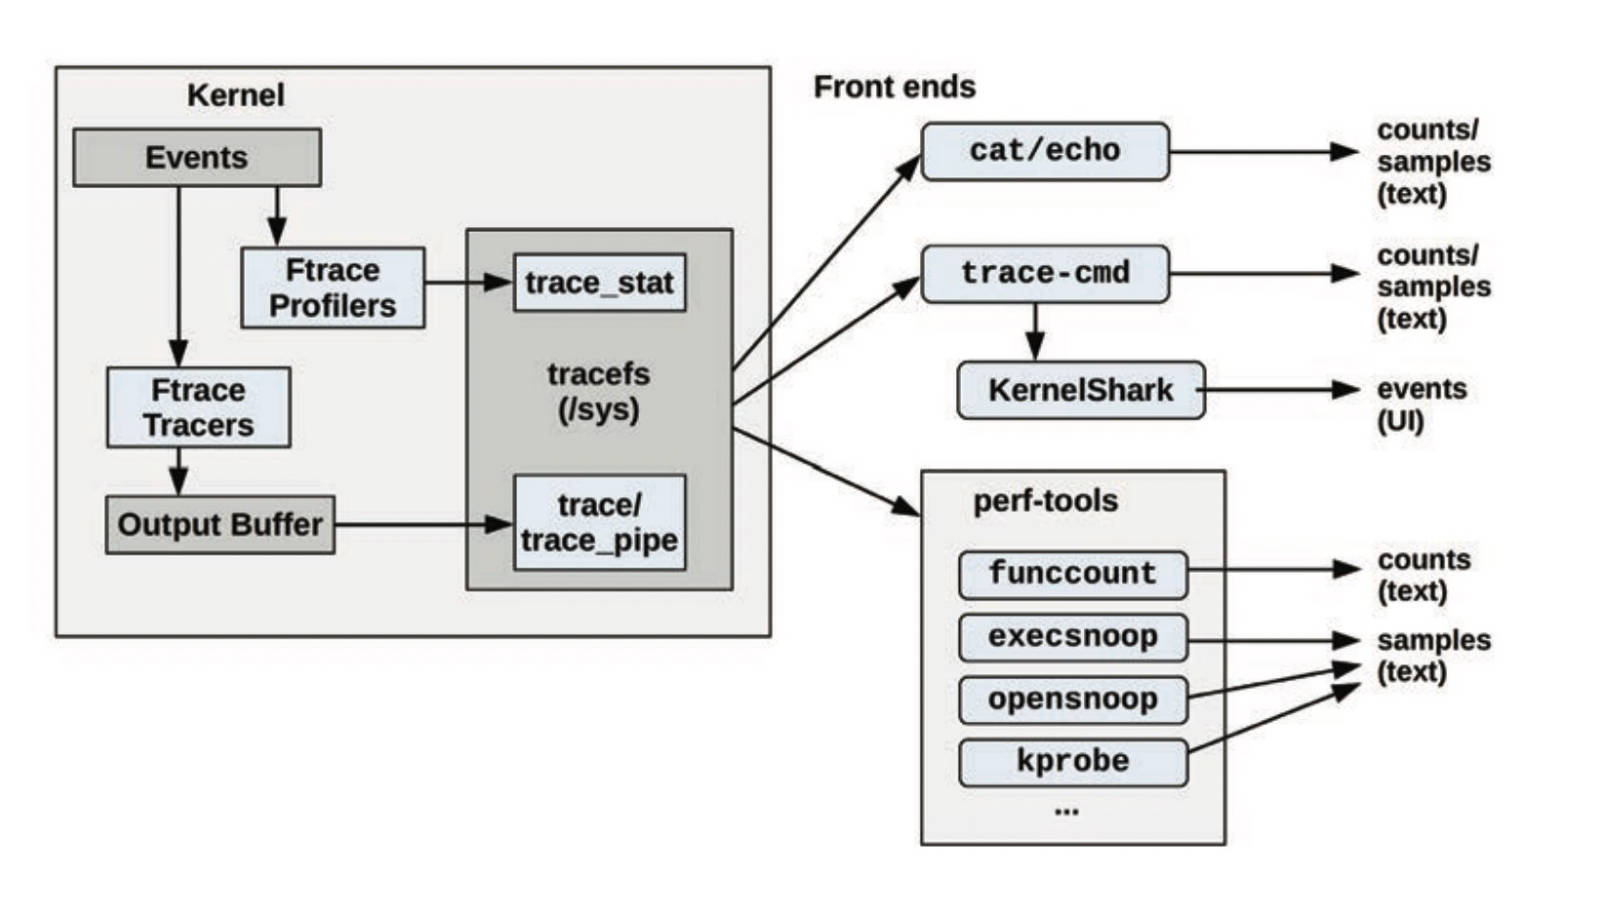 Kernel
Events
Ftrace
Profilers
trace_stat
tracefs
(/sys)
Ftrace
Tracers
Output Buffer
trace/
trace_pipe
Front ends
cat/echo
counts/
samples
(text)
trace-cmd
counts/
samples
(text)
KernelShark
events
(UI)
perf-tools
funccount
counts
(text)
execsnoop
samples
(text)
opensnoop
kprobe
...